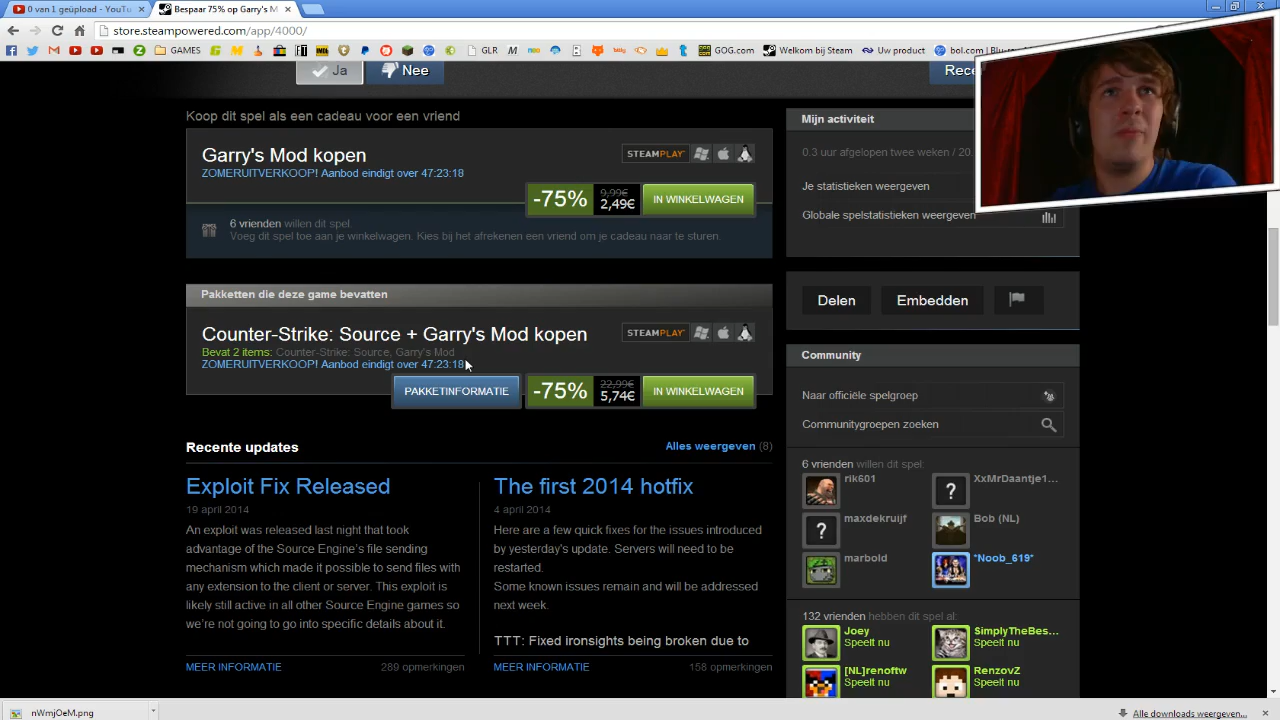 0 van 1 geüpload - YouTu
Bespaar 75% op Garry's M
store.steampowered.com/app/4000/
GAMES
GLR
GOG.com
Welkom bij Steam
Uw product
bol.com | Blu-
Ja
Nee
Rece
Koop dit spel als een cadeau voor een vriend
Garry's Mod kopen
STEAMPLAY
ZOMERUITVERKOOP! Aanbod eindigt over 47:23:18
-75%
9,99€
2,49€
IN WINKELWAGEN
6 vrienden willen dit spel
Voeg dit spel toe aan je winkelwagen. Kies bij het afrekenen een vriend om je cadeau naar te sturen.
Pakketten die deze game bevatten
Counter-Strike: Source + Garry's Mod kopen
STEAMPLAY
Bevat 2 items: Counter-Strike: Source, Garry's Mod
ZOMERUITVERKOOP! Aanbod eindigt over 47:23:18
PAKKETINFORMATIE
-75%
22,99€
5,74€
IN WINKELWAGEN
Recente updates
Alles weergeven (8)
Exploit Fix Released
19 april 2014
An exploit was released last night that took
advantage of the Source Engine's file sending
mechanism which made it possible to send files with
any extension to the client or server. This exploit is
likely still active in all other Source Engine games so
we're not going to go into specific details about it.
MEER INFORMATIE
289 opmerkingen
The first 2014 hotfix
4 april 2014
Here are a few quick fixes for the issues introduced
by yesterday's update. Servers will need to be
restarted.
Some known issues remain and will be addressed
next week.
TTT: Fixed ironsights being broken due to
MEER INFORMATIE
158 opmerkingen
Mijn activiteit
0.3 uur afgelopen twee weken / 20
Je statistieken weergeven
Globale spelstatistieken weergeven
Delen
Embedden
Community
Naar officiële spelgroep
Communitygroepen zoeken
6 vrienden willen dit spel:
rik601
XxMrDaantje1...
maxdekruijf
Bob (NL)
marbold
*Noob_619*
132 vrienden hebben dit spel al:
Joey
Speelt nu
SimplyTheBes...
Speelt nu
[NL]renoftw
Speelt nu
RenzovZ
Speelt nu
nWmjOeM.png
Alle downloads weergeven...